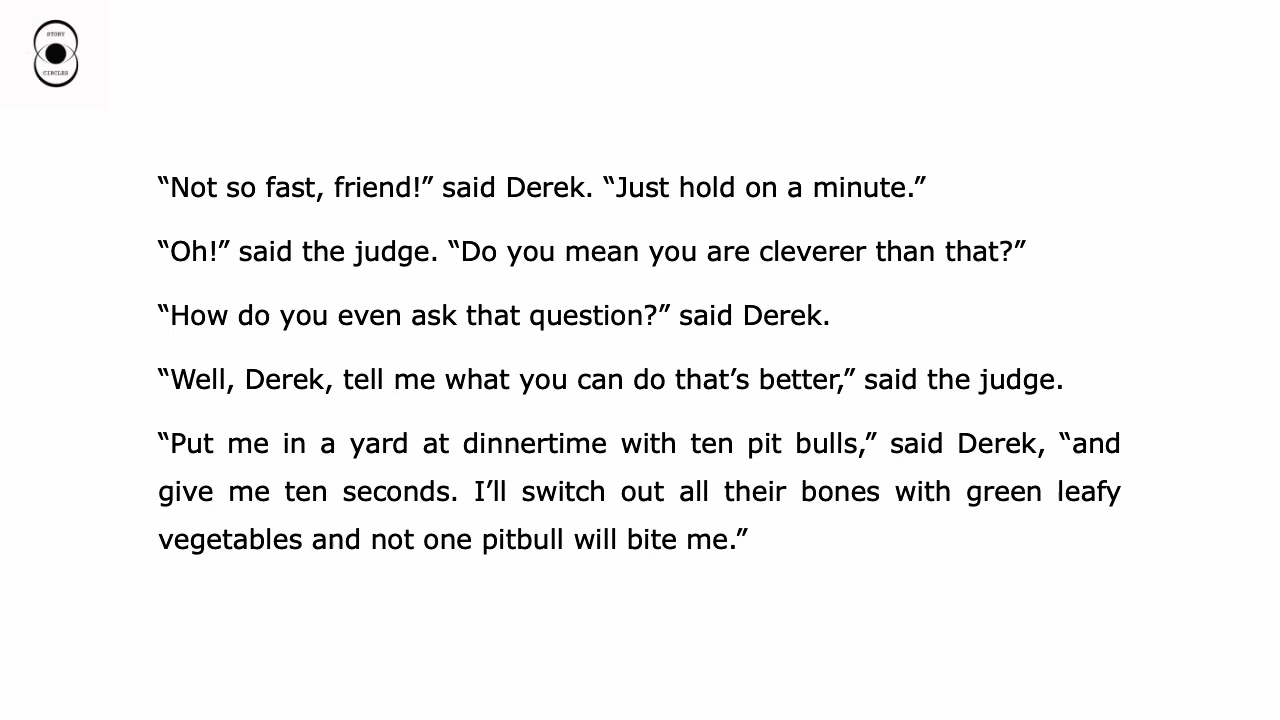 STORY
CIRCLES
“Not so fast, friend!” said Derek. “Just hold on a minute.”
“Oh!” said the judge. “Do you mean you are cleverer than that?”
“How do you even ask that question?” said Derek.
“Well, Derek, tell me what you can do that’s better,” said the judge.
“Put me in a yard at dinnertime with ten pit bulls,” said Derek, “and
give me ten seconds. I’ll switch out all their bones with green leafy
vegetables and not one pitbull will bite me.”